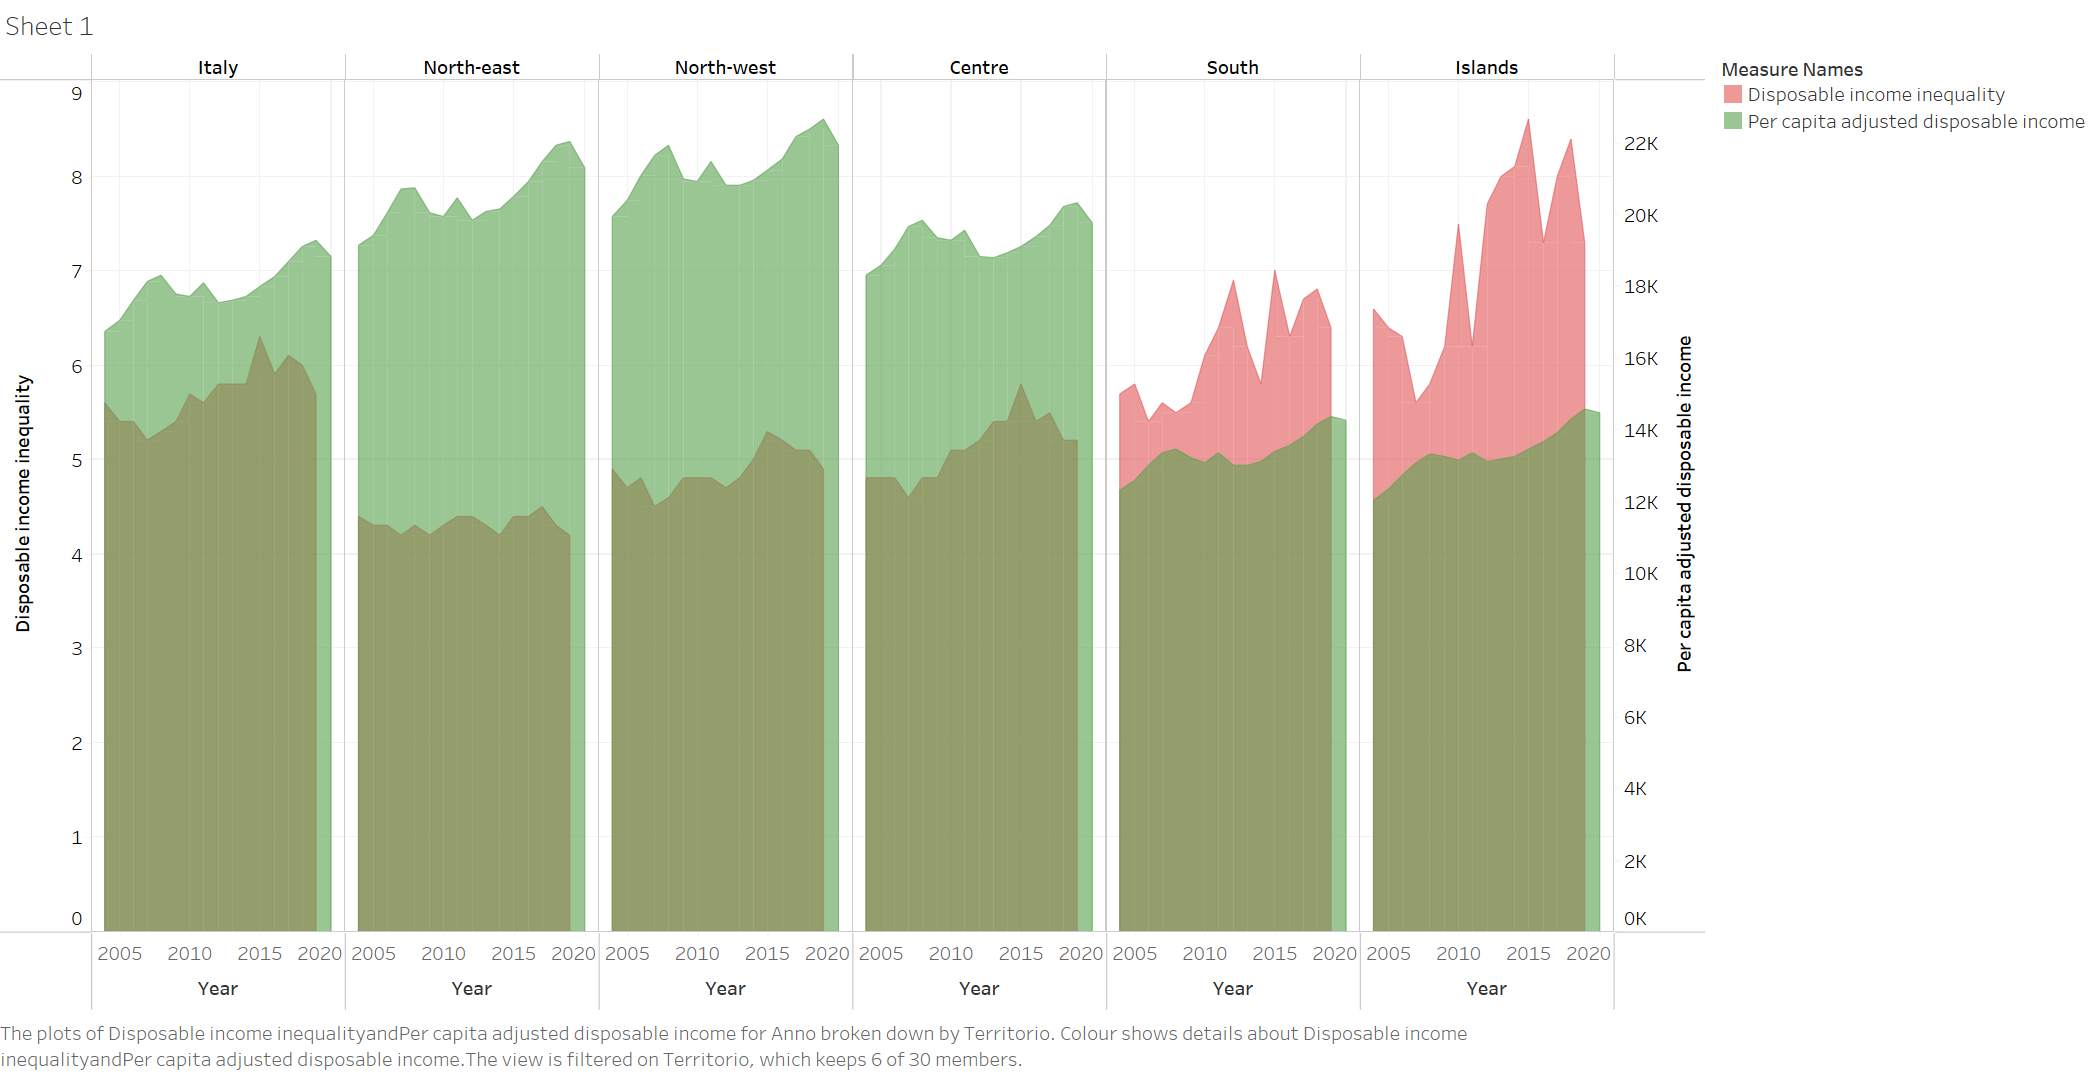 Sheet 1
Italy North-east North-west Centre South Islands
Measure Names
Disposable income inequality
Per capita adjusted disposable income
Disposable income inequality
9
8
7
6
5
4
3
2
1
0
22K
20K
18K
16K
14K
12K
10K
8K
6K
4K
2K
0K
Per capita adjusted disposable income
2005 2010 2015 2020 2005 2010 2015 2020 2005 2010 2015 2020 2005 2010 2015 2020 2005 2010 2015 2020 2005 2010 2015 2020
Year Year Year Year Year Year
The plots of Disposable income inequalityandPer capita adjusted disposable income for Anno broken down by Territorio. Colour shows details about Disposable income
inequalityandPer capita adjusted disposable income.The view is filtered on Territorio, which keeps 6 of 30 members.